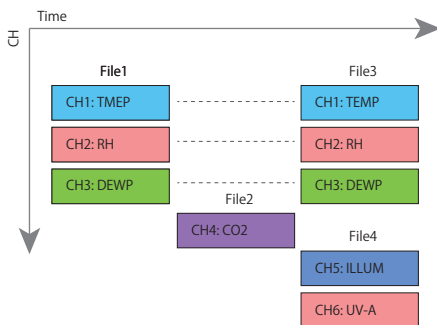 Time
CH
File1
File3
CH1: TMEP
CH1: TEMP
CH2: RH
CH2: RH
CH3: DEWP
CH3: DEWP
File2
CH4: CO2
File4
CH5: ILLUM
CH6: UV-A